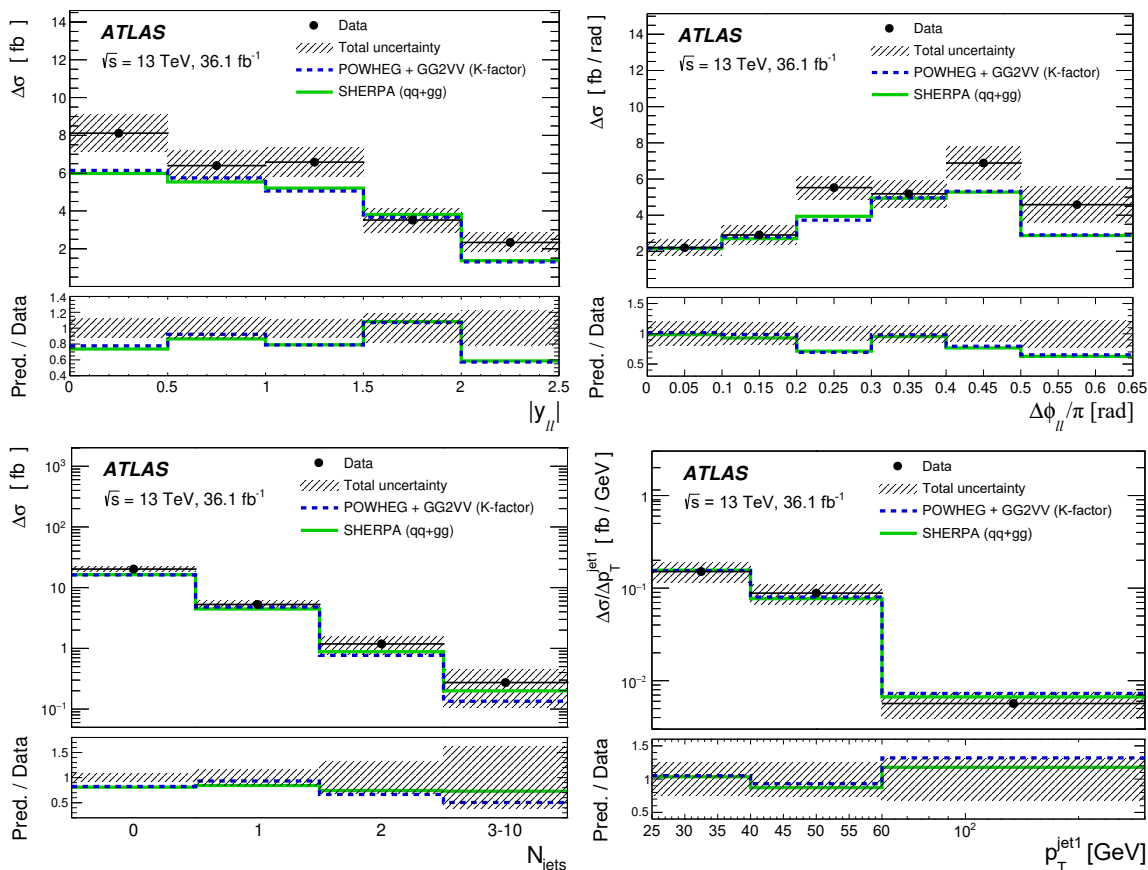 Δσ [ fb]
14
12
10
8
6
4
2
ATLAS
√s = 13 TeV, 36.1 fb⁻¹
Data
Total uncertainty
POWHEG + GG2VV (K-factor)
SHERPA (qq+gg)
Pred. / Data
1.4
1.2
1
0.8
0.6
0.4
0 0.5 1 1.5 2 2.5
|y_ll|
Δσ [ fb / rad]
14
12
10
8
6
4
2
ATLAS
√s = 13 TeV, 36.1 fb⁻¹
Data
Total uncertainty
POWHEG + GG2VV (K-factor)
SHERPA (qq+gg)
Pred. / Data
1.5
1
0.5
0 0.05 0.1 0.15 0.2 0.25 0.3 0.35 0.4 0.45 0.5 0.55 0.6 0.65
Δϕ_ll/π [rad]
Δσ [ fb]
10³
10²
10
1
10⁻¹
ATLAS
√s = 13 TeV, 36.1 fb⁻¹
Data
Total uncertainty
POWHEG + GG2VV (K-factor)
SHERPA (qq+gg)
Pred. / Data
1
0.5
0 1 2 3-10
N_jets
Δσ/Δp_T^jet1 [ fb / GeV]
10⁻¹
10⁻²
ATLAS
√s = 13 TeV, 36.1 fb⁻¹
Data
Total uncertainty
POWHEG + GG2VV (K-factor)
SHERPA (qq+gg)
Pred. / Data
1.5
1
0.5
25 30 35 40 45 50 55 60 10²
p_T^jet1 [GeV]